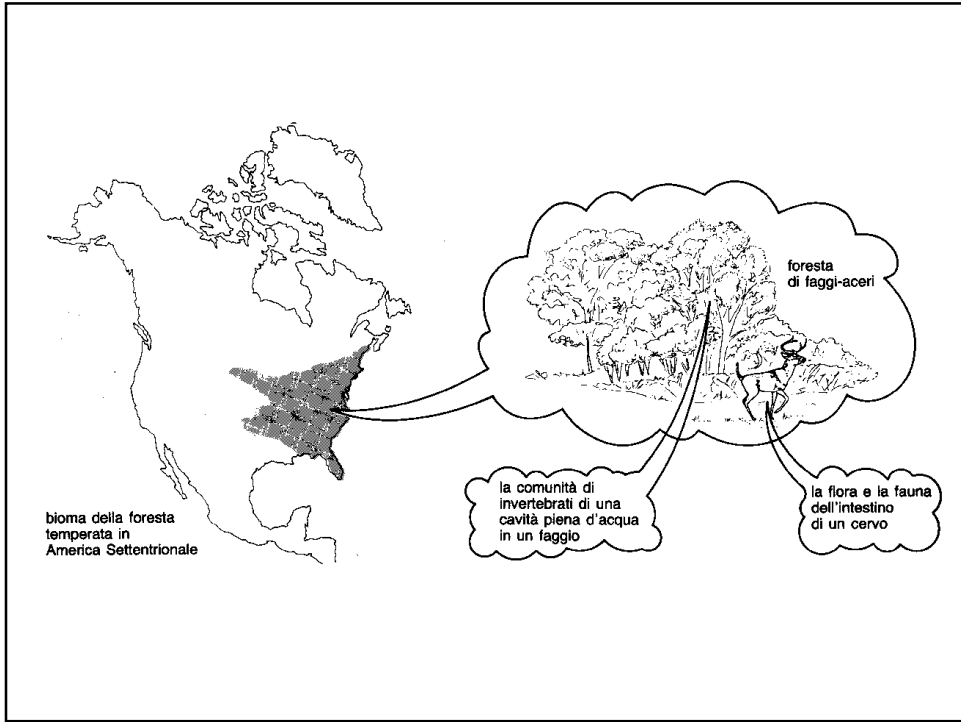 bioma della foresta
temperata in
America Settentrionale
foresta
di faggi-aceri
la comunità di
invertebrati di una
cavità piena d'acqua
in un faggio
la flora e la fauna
dell'intestino
di un cervo